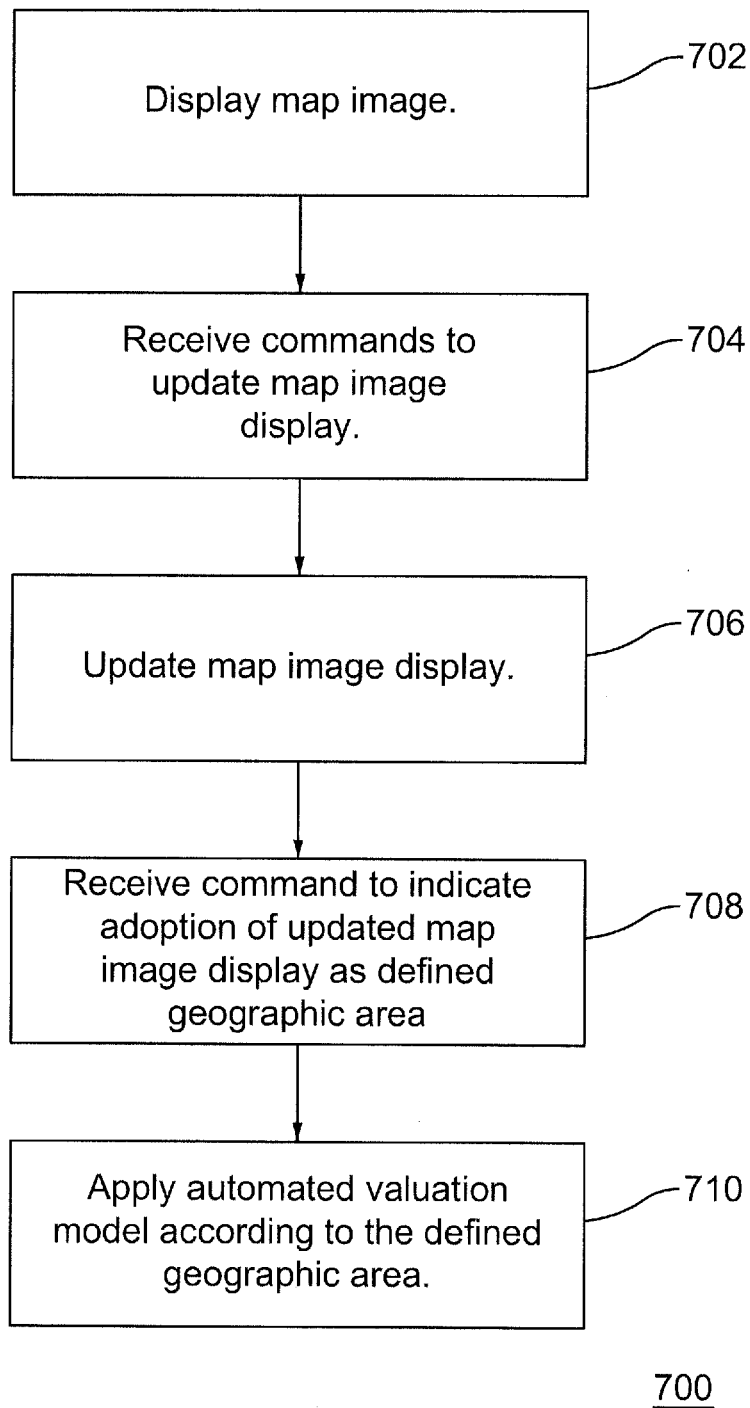 Display map image.
702
Receive commands to
update map image
display.
704
Update map image display.
706
Receive command to indicate
adoption of updated map
image display as defined
geographic area
708
Apply automated valuation
model according to the defined
geographic area.
710
700